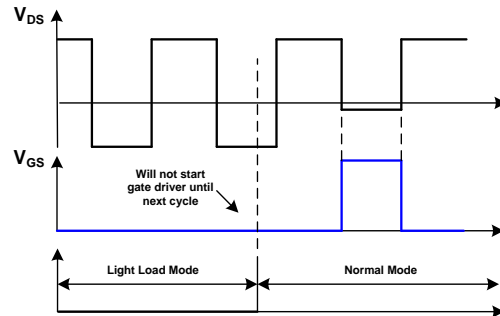 VDS
VGS
Will not start
gate driver until
next cycle
Light Load Mode
Normal Mode